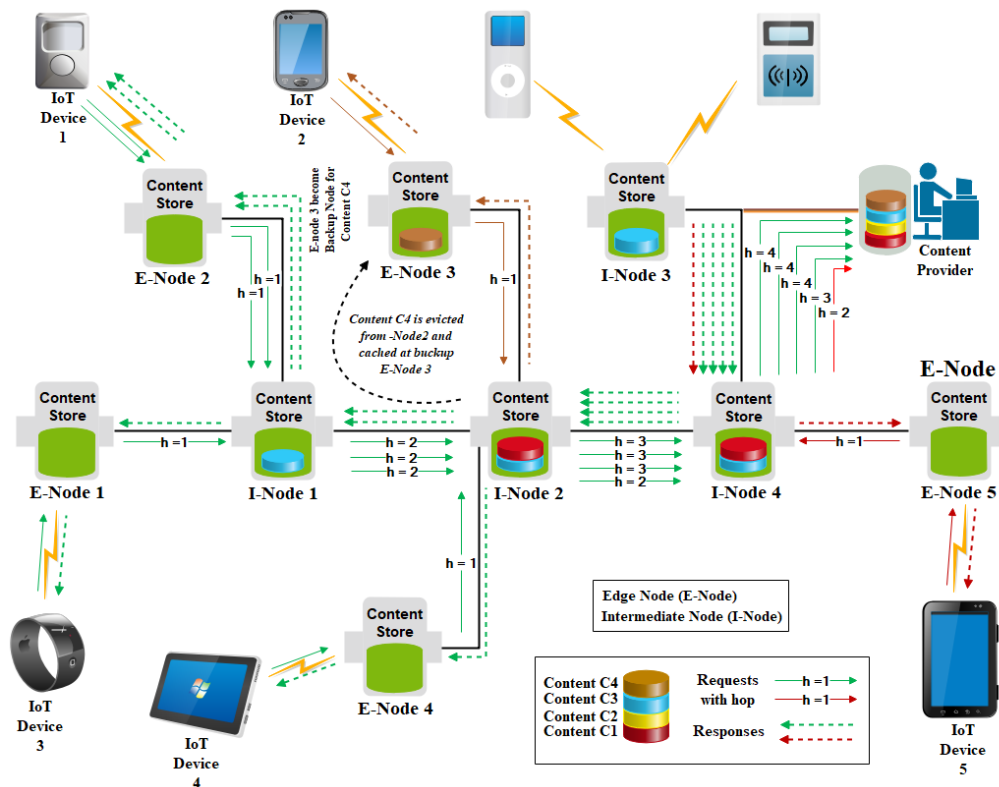 IoT
Device
1
IoT
Device
2
Content
Store
E-Node 2
E-node 3 become
Backup Node for
Content C4
Content
Store
E-Node 3
Content
Store
I-Node 3
Content
Provider
h =1
h =1
h =1
h = 4
h = 4
h = 4
h = 3
h = 2
Content C4 is evicted
from -Node2 and
cached at buckup
E-Node 3
Content
Store
E-Node 1
h =1
Content
Store
I-Node 1
h = 2
h = 2
h = 2
Content
Store
I-Node 2
h = 3
h = 3
h = 3
h = 2
Content
Store
I-Node 4
h =1
E-Node
Content
Store
E-Node 5
h = 1
Content
Store
E-Node 4
IoT
Device
3
IoT
Device
4
IoT
Device
5
Edge Node (E-Node)
Intermediate Node (I-Node)
Content C4
Content C3
Content C2
Content C1
Requests
with hop
h =1
h =1
Responses